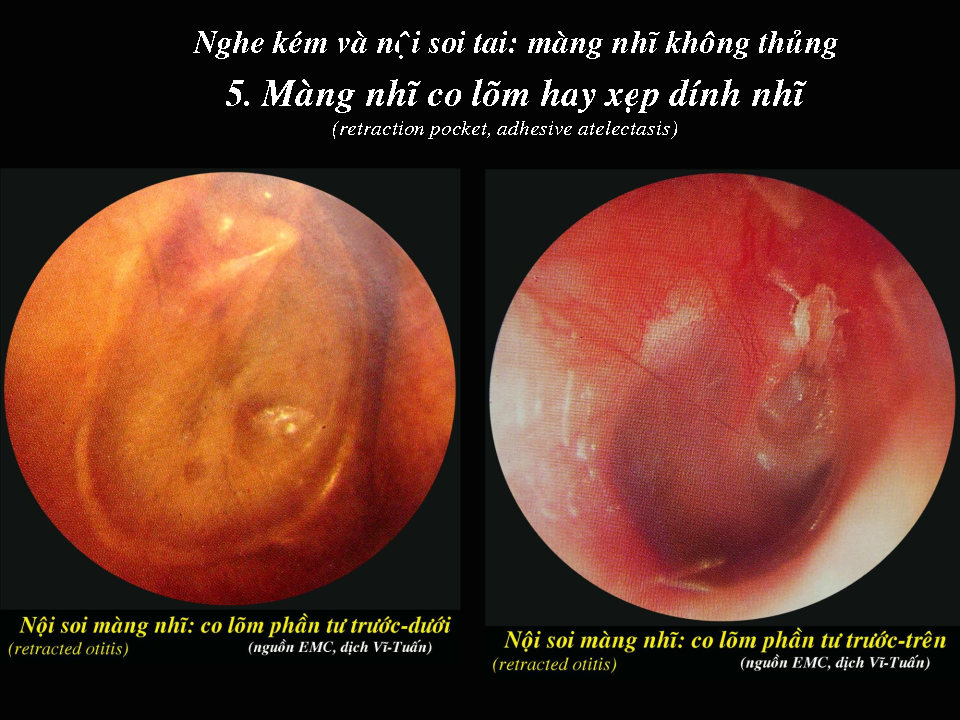 Nghe kém và nội soi tai: màng nhĩ không thủng
5. Màng nhĩ co lõm hay xẹp dính nhĩ
(retraction pocket, adhesive atelectasis)
Nội soi màng nhĩ: co lõm phần tư trước-dưới
(retracted otitis) (nguồn EMC, dịch Vĩ-Tuấn)
Nội soi màng nhĩ: co lõm phần tư trước-trên
(retracted otitis) (nguồn EMC, dịch Vĩ-Tuấn)